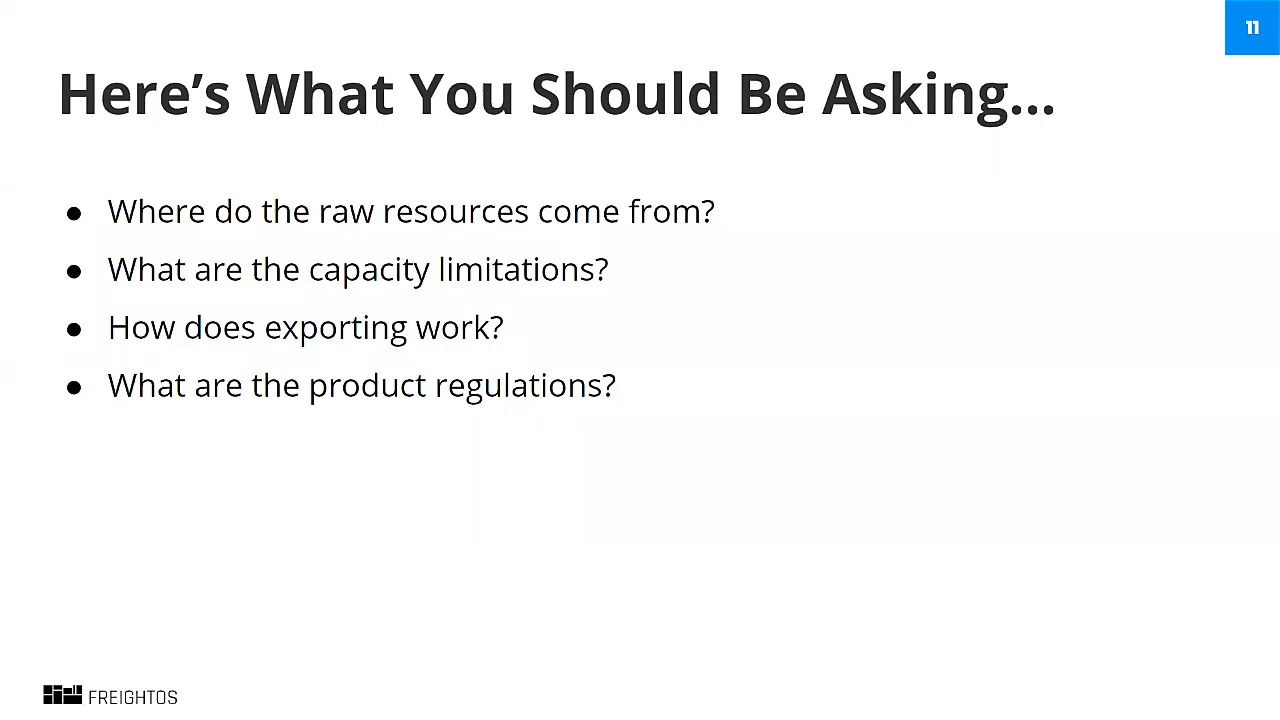 11
Here’s What You Should Be Asking...
● Where do the raw resources come from?
● What are the capacity limitations?
● How does exporting work?
● What are the product regulations?
FREIGHTOS